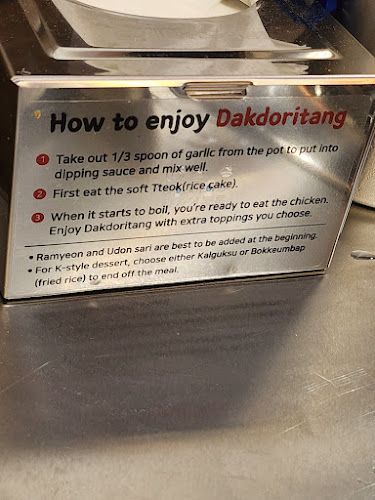 How to enjoy Dakdoritang
1 Take out 1/3 spoon of garlic from the pot to put into
dipping sauce and mix well.
2 First eat the soft Tteok(rice cake).
3 When it starts to boil, you're ready to eat the chicken.
Enjoy Dakdoritang with extra toppings you choose.
• Ramyeon and Udon sari are best to be added at the beginning.
• For K-style dessert, choose either Kalguksu or Bokkeumbap
(fried rice) to end off the meal.